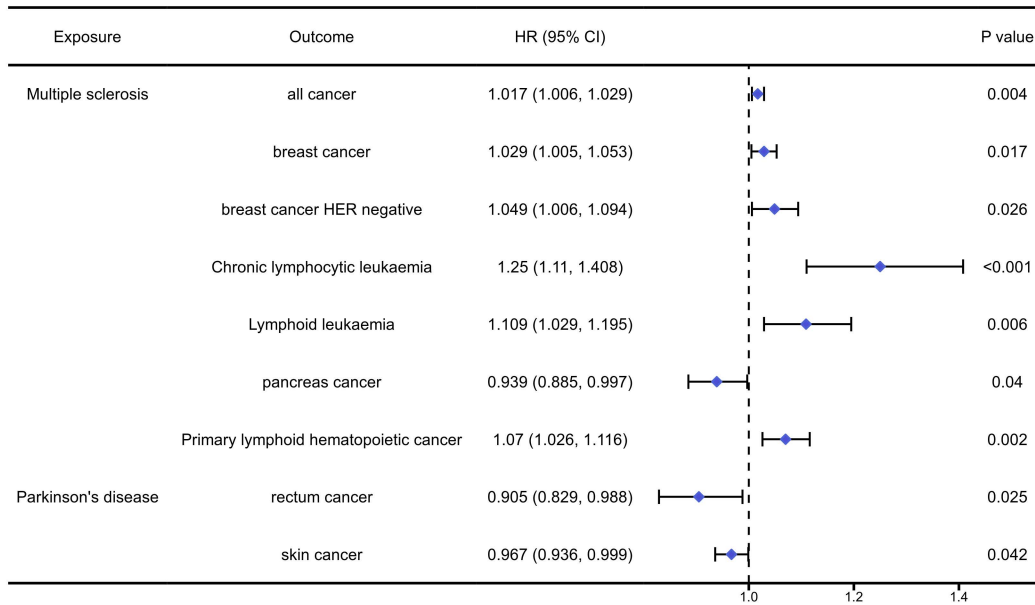 Exposure Outcome HR (95% CI) P value
Multiple sclerosis all cancer 1.017 (1.006, 1.029) 0.004
breast cancer 1.029 (1.005, 1.053) 0.017
breast cancer HER negative 1.049 (1.006, 1.094) 0.026
Chronic lymphocytic leukaemia 1.25 (1.11, 1.408) <0.001
Lymphoid leukaemia 1.109 (1.029, 1.195) 0.006
pancreas cancer 0.939 (0.885, 0.997) 0.04
Primary lymphoid hematopoietic cancer 1.07 (1.026, 1.116) 0.002
Parkinson's disease rectum cancer 0.905 (0.829, 0.988) 0.025
skin cancer 0.967 (0.936, 0.999) 0.042
1.0 1.2 1.4